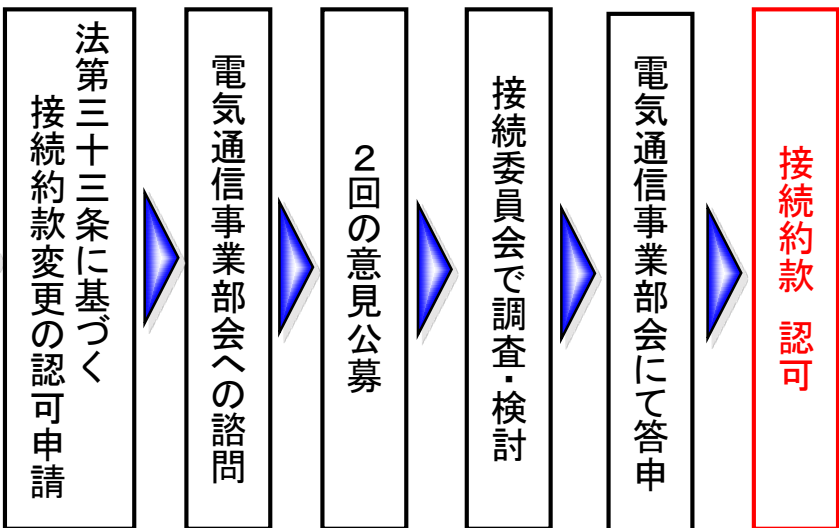 法第三十三条に基づく
接続約款変更の認可申請
電気通信事業部会への諮問
２回の意見公募
接続委員会で調査・検討
電気通信事業部会にて答申
接続約款　認可